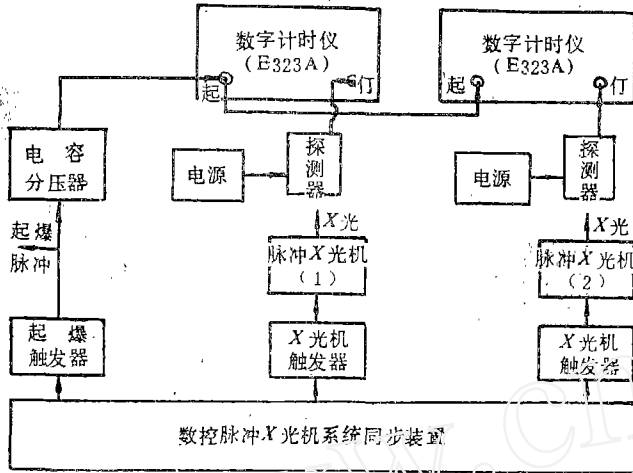 数字计时仪
(E323A)
起
仃
数字计时仪
(E323A)
起
仃
电容
分压器
电源
探
测
器
电源
探
测
器
起爆
脉冲
X光
脉冲X光机
(1)
X光
脉冲X光机
(2)
起爆
触发器
X光机
触发器
X光机
触发器
数控脉冲X光机系统同步装置